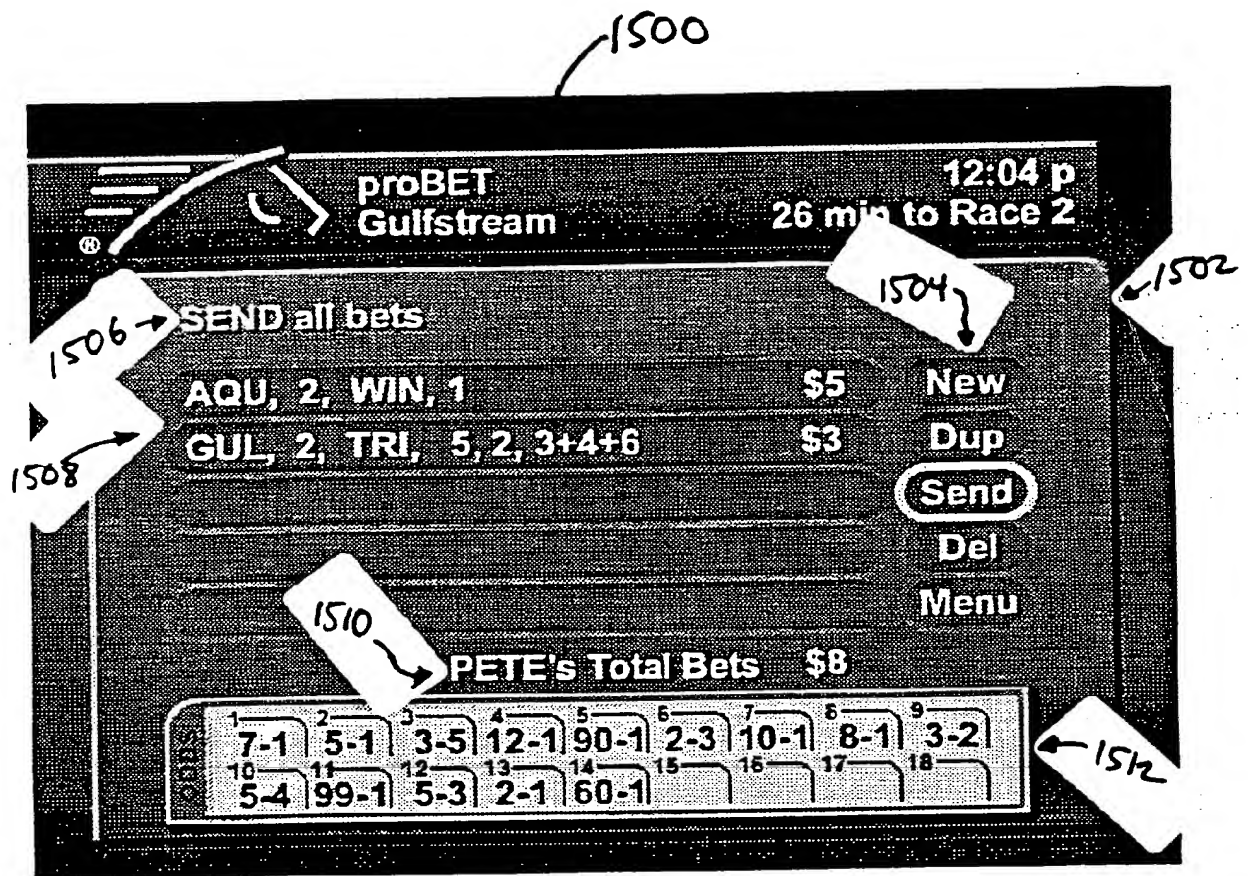 1500
proBET
Gulfstream
12:04 p
26 min to Race 2
®
1502
1504
1506
SEND all bets
AQU, 2, WIN, 1 $5 New
GUL, 2, TRI, 5, 2, 3+4+6 $3 Dup
1508
Send
Del
Menu
1510
PETE's Total Bets $8
ODDS
1 2 3 4 5 6 7 8 9
7-1 5-1 3-5 12-1 90-1 2-3 10-1 8-1 3-2
10 11 12 13 14 15 16 17 18
5-4 99-1 5-3 2-1 60-1
1512